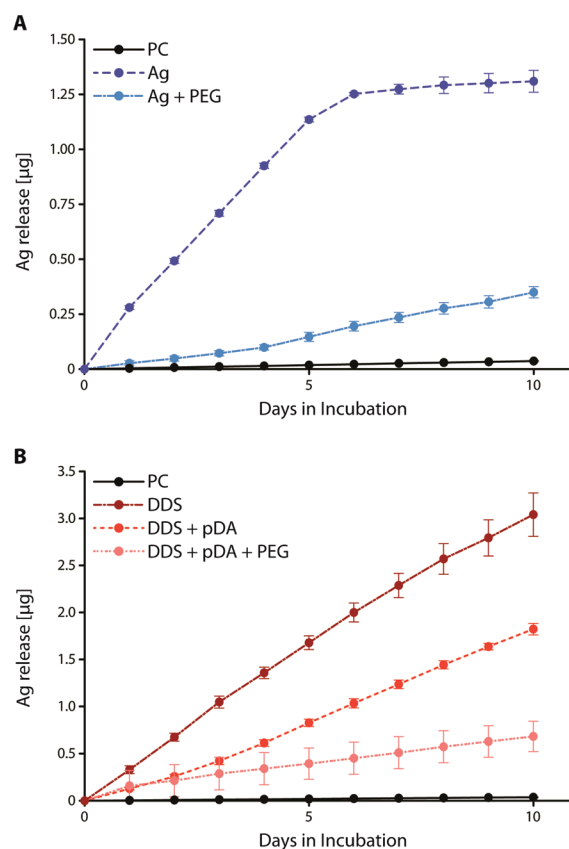 A
1.50
PC
Ag
Ag + PEG
1.25
1.00
0.75
0.50
0.25
0
Ag release [µg]
0
5
10
Days in Incubation
B
3.5
PC
DDS
DDS + pDA
DDS + pDA + PEG
3.0
2.5
2.0
1.5
1.0
0.5
0
Ag release [µg]
0
5
10
Days in Incubation